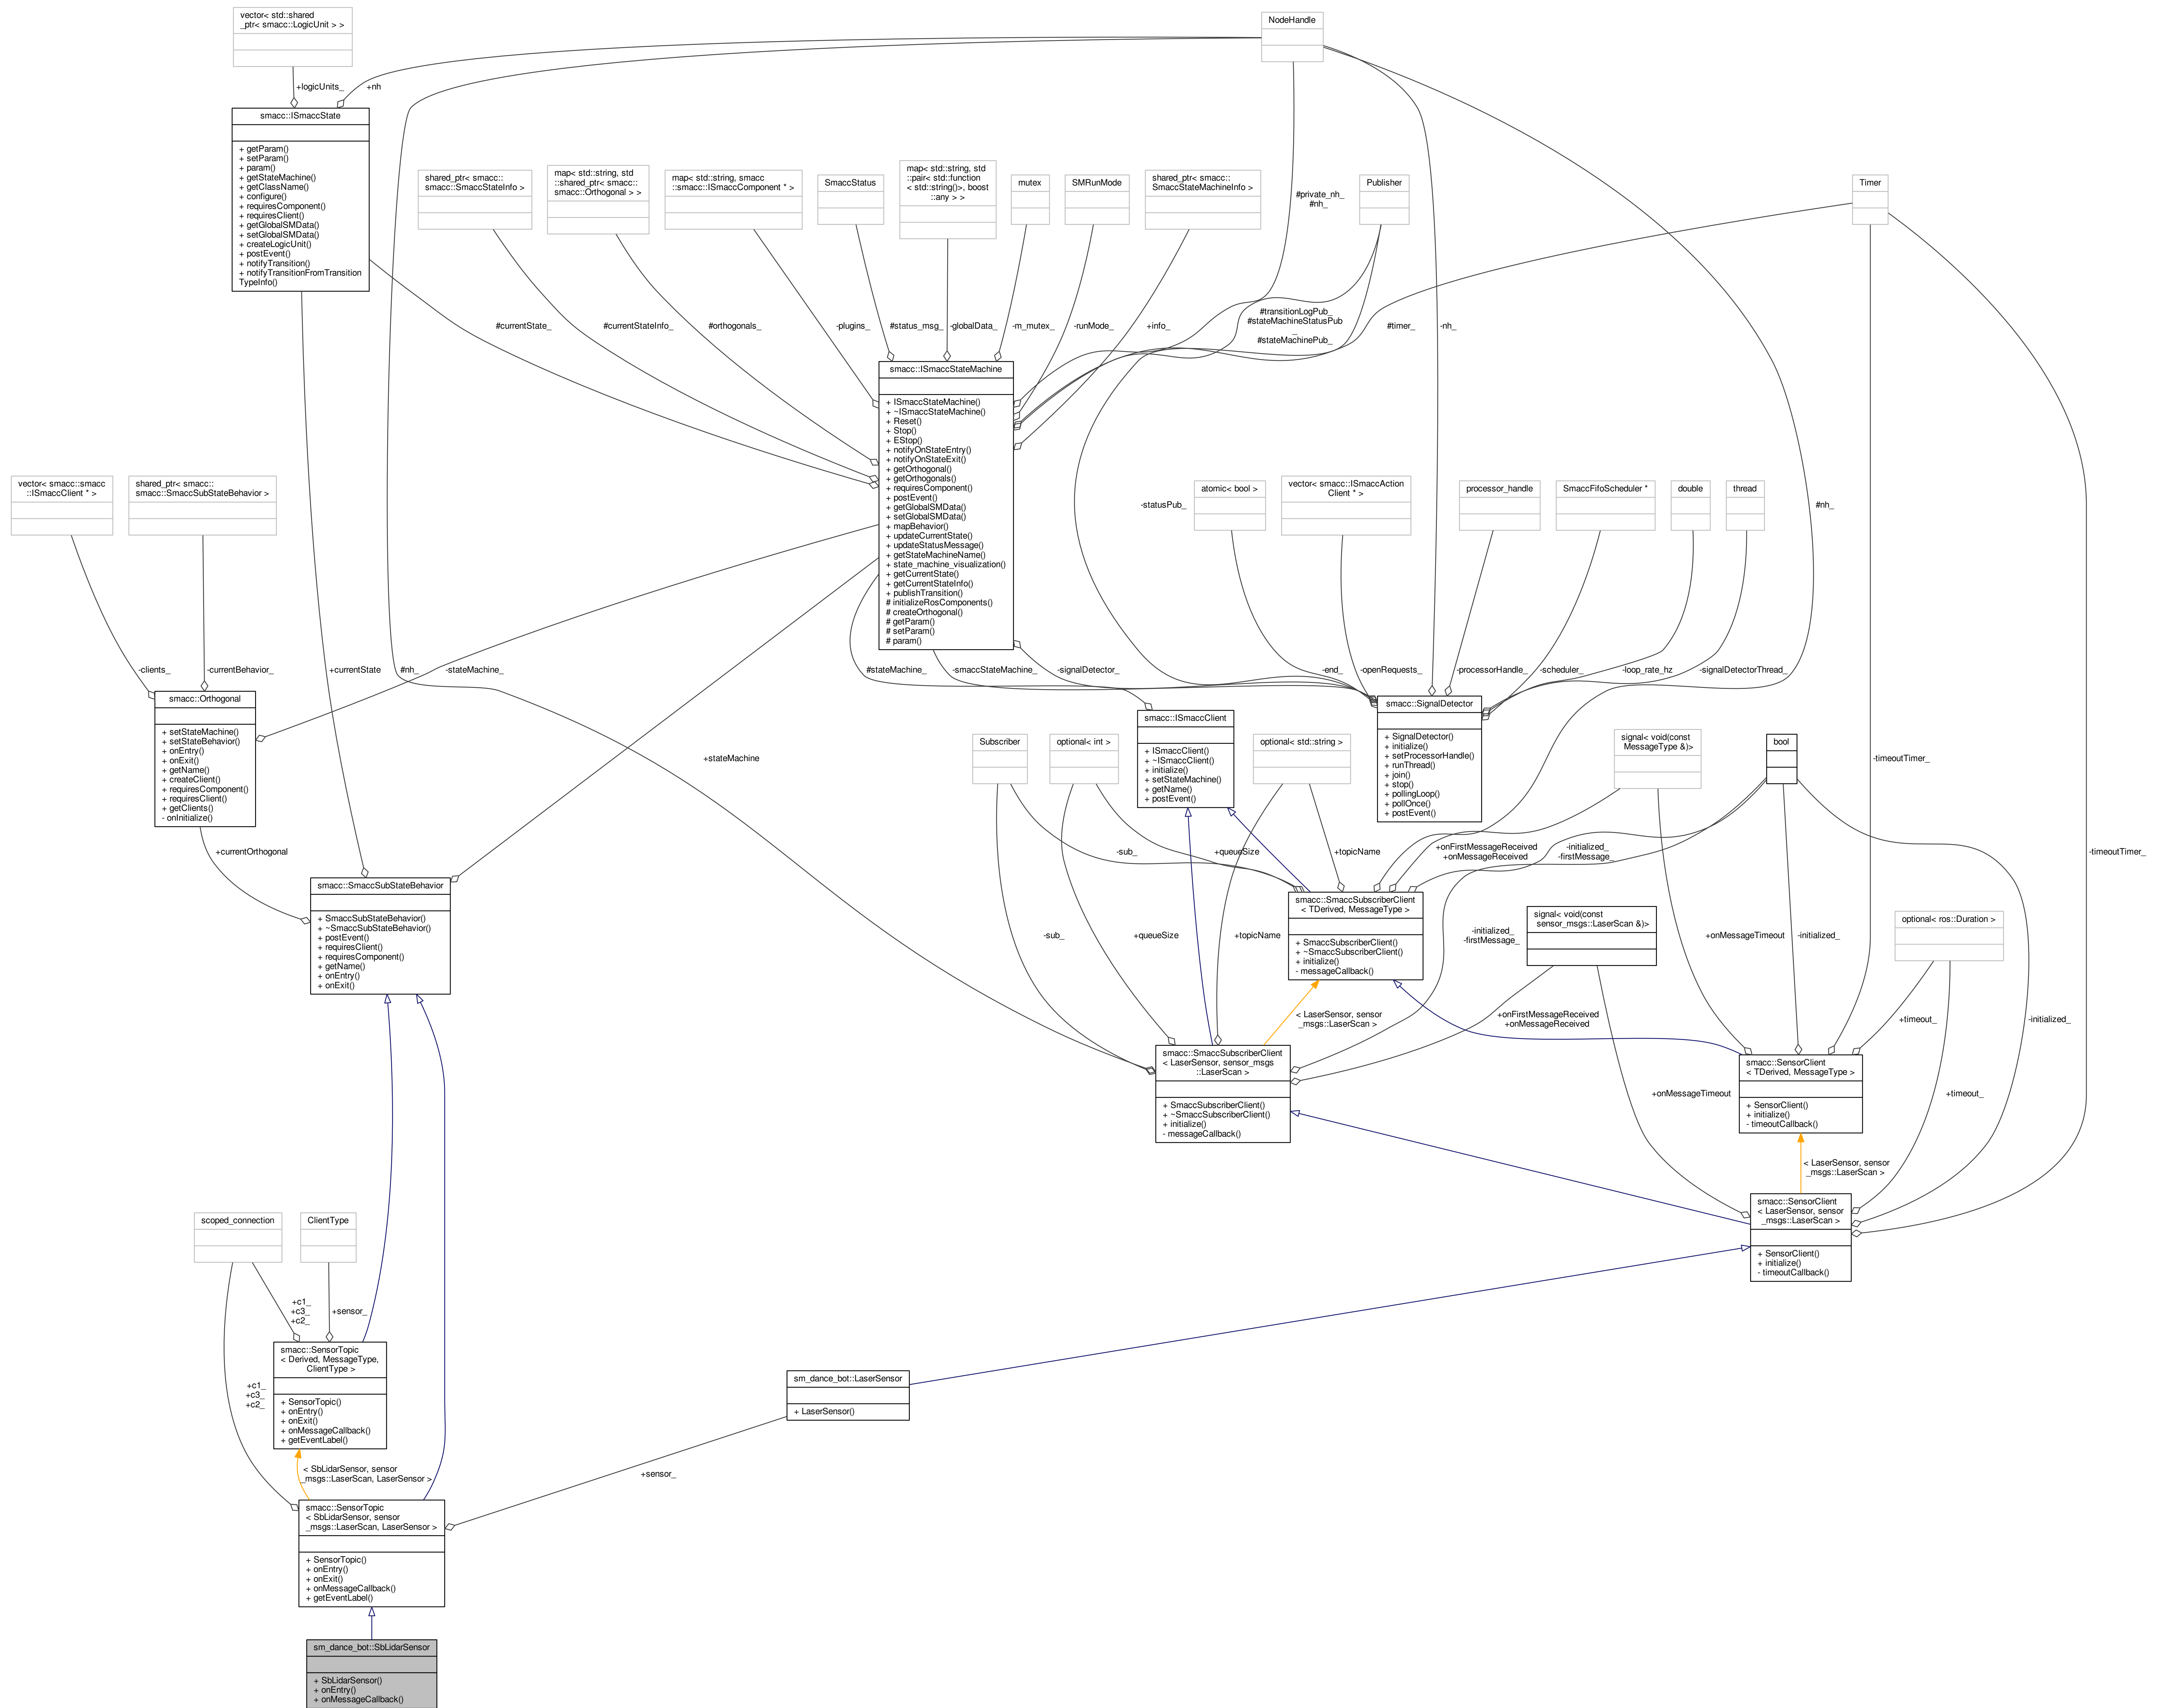 vector< std::shared
_ptr< smacc::LogicUnit > >
NodeHandle
+logicUnits_
+nh
smacc::ISmaccState
+ getParam()
+ setParam()
+ param()
+ getStateMachine()
+ getClassName()
+ configure()
+ requiresComponent()
+ requiresClient()
+ getGlobalSMData()
+ setGlobalSMData()
+ createLogicUnit()
+ postEvent()
+ notifyTransition()
+ notifyTransitionFromTransition
TypeInfo()
shared_ptr< smacc::
smacc::SmaccStateInfo >
map< std::string, std
::shared_ptr< smacc::
smacc::Orthogonal > >
map< std::string, smacc
::smacc::ISmaccComponent * >
SmaccStatus
map< std::string, std
::pair< std::function
< std::string()>, boost
::any > >
mutex
SMRunMode
shared_ptr< smacc::
SmaccStateMachineInfo >
#private_nh_
#nh_
Publisher
Timer
#currentState_
#currentStateInfo_
#orthogonals_
-plugins_
#status_msg_
-globalData_
-m_mutex_
-runMode_
+info_
#transitionLogPub_
#stateMachineStatusPub
_
#stateMachinePub_
#timer_
-nh_
smacc::ISmaccStateMachine
+ ISmaccStateMachine()
+ ~ISmaccStateMachine()
+ Reset()
+ Stop()
+ EStop()
+ notifyOnStateEntry()
+ notifyOnStateExit()
+ getOrthogonal()
+ getOrthogonals()
+ requiresComponent()
+ postEvent()
+ getGlobalSMData()
+ setGlobalSMData()
+ mapBehavior()
+ updateCurrentState()
+ updateStatusMessage()
+ getStateMachineName()
+ state_machine_visualization()
+ getCurrentState()
+ getCurrentStateInfo()
+ publishTransition()
# initializeRosComponents()
# createOrthogonal()
# getParam()
# setParam()
# param()
vector< smacc::smacc
::ISmaccClient * >
shared_ptr< smacc::
smacc::SmaccSubStateBehavior >
-statusPub_
atomic< bool >
vector< smacc::ISmaccAction
Client * >
processor_handle
SmaccFifoScheduler *
double
thread
#nh_
-clients_
-currentBehavior_
-stateMachine_
+currentState
#nh_
#stateMachine_
-smaccStateMachine_
-signalDetector_
-end_
-openRequests_
-processorHandle_
-scheduler_
-loop_rate_hz
-signalDetectorThread_
smacc::Orthogonal
+ setStateMachine()
+ setStateBehavior()
+ onEntry()
+ onExit()
+ getName()
+ createClient()
+ requiresComponent()
+ requiresClient()
+ getClients()
- onInitialize()
smacc::ISmaccClient
+ ISmaccClient()
+ ~ISmaccClient()
+ initialize()
+ setStateMachine()
+ getName()
+ postEvent()
smacc::SignalDetector
+ SignalDetector()
+ initialize()
+ setProcessorHandle()
+ runThread()
+ join()
+ stop()
+ pollingLoop()
+ pollOnce()
+ postEvent()
+stateMachine
Subscriber
optional< int >
optional< std::string >
signal< void(const
MessageType &)>
bool
-timeoutTimer_
+currentOrthogonal
-sub_
+queueSize
+topicName
+onFirstMessageReceived
+onMessageReceived
-initialized_
-firstMessage_
-timeoutTimer_
smacc::SmaccSubStateBehavior
+ SmaccSubStateBehavior()
+ ~SmaccSubStateBehavior()
+ postEvent()
+ requiresClient()
+ requiresComponent()
+ getName()
+ onEntry()
+ onExit()
smacc::SmaccSubscriberClient
< TDerived, MessageType >
+ SmaccSubscriberClient()
+ ~SmaccSubscriberClient()
+ initialize()
- messageCallback()
signal< void(const
sensor_msgs::LaserScan &)>
optional< ros::Duration >
-sub_
+queueSize
+topicName
-initialized_
-firstMessage_
+onMessageTimeout
-initialized_
< LaserSensor, sensor
_msgs::LaserScan >
+onFirstMessageReceived
+onMessageReceived
+timeout_
-initialized_
smacc::SmaccSubscriberClient
< LaserSensor, sensor_msgs
::LaserScan >
+ SmaccSubscriberClient()
+ ~SmaccSubscriberClient()
+ initialize()
- messageCallback()
smacc::SensorClient
< TDerived, MessageType >
+ SensorClient()
+ initialize()
- timeoutCallback()
+onMessageTimeout
+timeout_
< LaserSensor, sensor
_msgs::LaserScan >
smacc::SensorClient
< LaserSensor, sensor
_msgs::LaserScan >
+ SensorClient()
+ initialize()
- timeoutCallback()
scoped_connection
ClientType
+c1_
+c3_
+c2_
+sensor_
smacc::SensorTopic
< Derived, MessageType,
ClientType >
+ SensorTopic()
+ onEntry()
+ onExit()
+ onMessageCallback()
+ getEventLabel()
+c1_
+c3_
+c2_
sm_dance_bot::LaserSensor
+ LaserSensor()
< SbLidarSensor, sensor
_msgs::LaserScan, LaserSensor >
+sensor_
smacc::SensorTopic
< SbLidarSensor, sensor
_msgs::LaserScan, LaserSensor >
+ SensorTopic()
+ onEntry()
+ onExit()
+ onMessageCallback()
+ getEventLabel()
sm_dance_bot::SbLidarSensor
+ SbLidarSensor()
+ onEntry()
+ onMessageCallback()